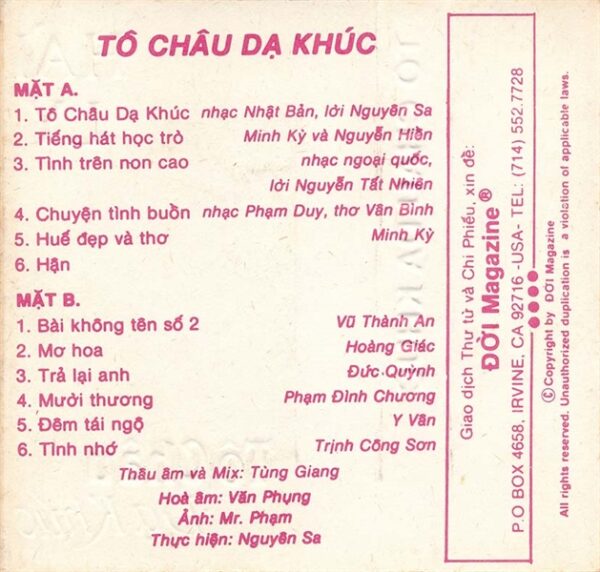 TÔ CHÂU DẠ KHÚC
MẶT A.
1. Tô Châu Dạ Khúc nhạc Nhật Bản, lời Nguyên Sa
2. Tiếng hát học trò Minh Kỳ và Nguyễn Hiền
3. Tình trên non cao nhạc ngoại quốc,
lời Nguyễn Tất Nhiên
4. Chuyện tình buồn nhạc Phạm Duy, thơ Văn Bình
5. Huế đẹp và thơ Minh Kỳ
6. Hận
MẶT B.
1. Bài không tên số 2 Vũ Thành An
2. Mơ hoa Hoàng Giác
3. Trả lại anh Đức Quỳnh
4. Mười thương Phạm Đình Chương
5. Đêm tái ngộ Y Vân
6. Tình nhớ Trịnh Công Sơn
Thâu âm và Mix: Tùng Giang
Hoà âm: Văn Phụng
Ảnh: Mr. Phạm
Thực hiện: Nguyên Sa
Giao dịch Thư từ và Chi Phiếu, xin đề:
ĐỜI Magazine ®
P.O BOX 4658, IRVINE, CA 92716 -USA- TEL: (714) 552.7728
© Copyright by ĐỜI Magazine
All rights reserved. Unauthorized duplication is a violation of applicable laws.